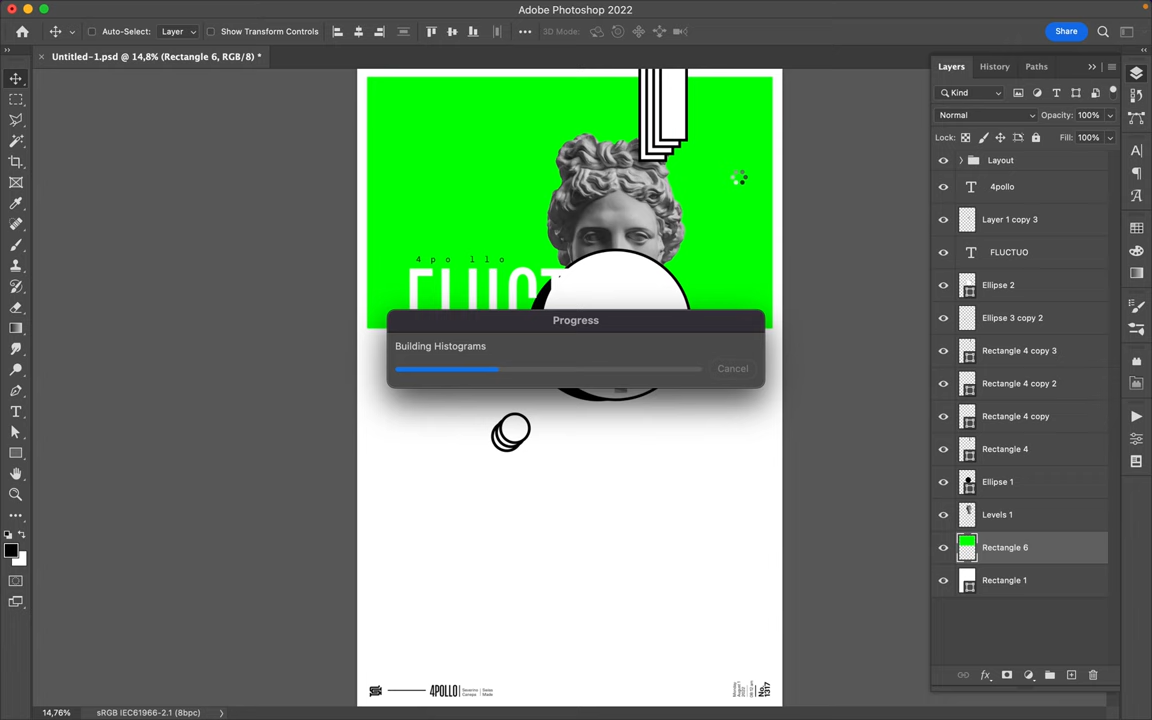 Adobe Photoshop 2022
Auto-Select: Layer
Show Transform Controls
3D Mode:
Share
Untitled-1.psd @ 14,8% (Rectangle 6, RGB/8) *
Layers History Paths
Kind
Normal Opacity: 100%
Lock: Fill: 100%
Layout
4pollo
Layer 1 copy 3
FLUCTUO
Ellipse 2
Ellipse 3 copy 2
Rectangle 4 copy 3
Rectangle 4 copy 2
Rectangle 4 copy
Rectangle 4
Ellipse 1
Levels 1
Rectangle 6
Rectangle 1
4pollo
FLUCT
Progress
Building Histograms
Cancel
4POLLO
No.
1317
14,76% sRGB IEC61966-2.1 (8bpc)